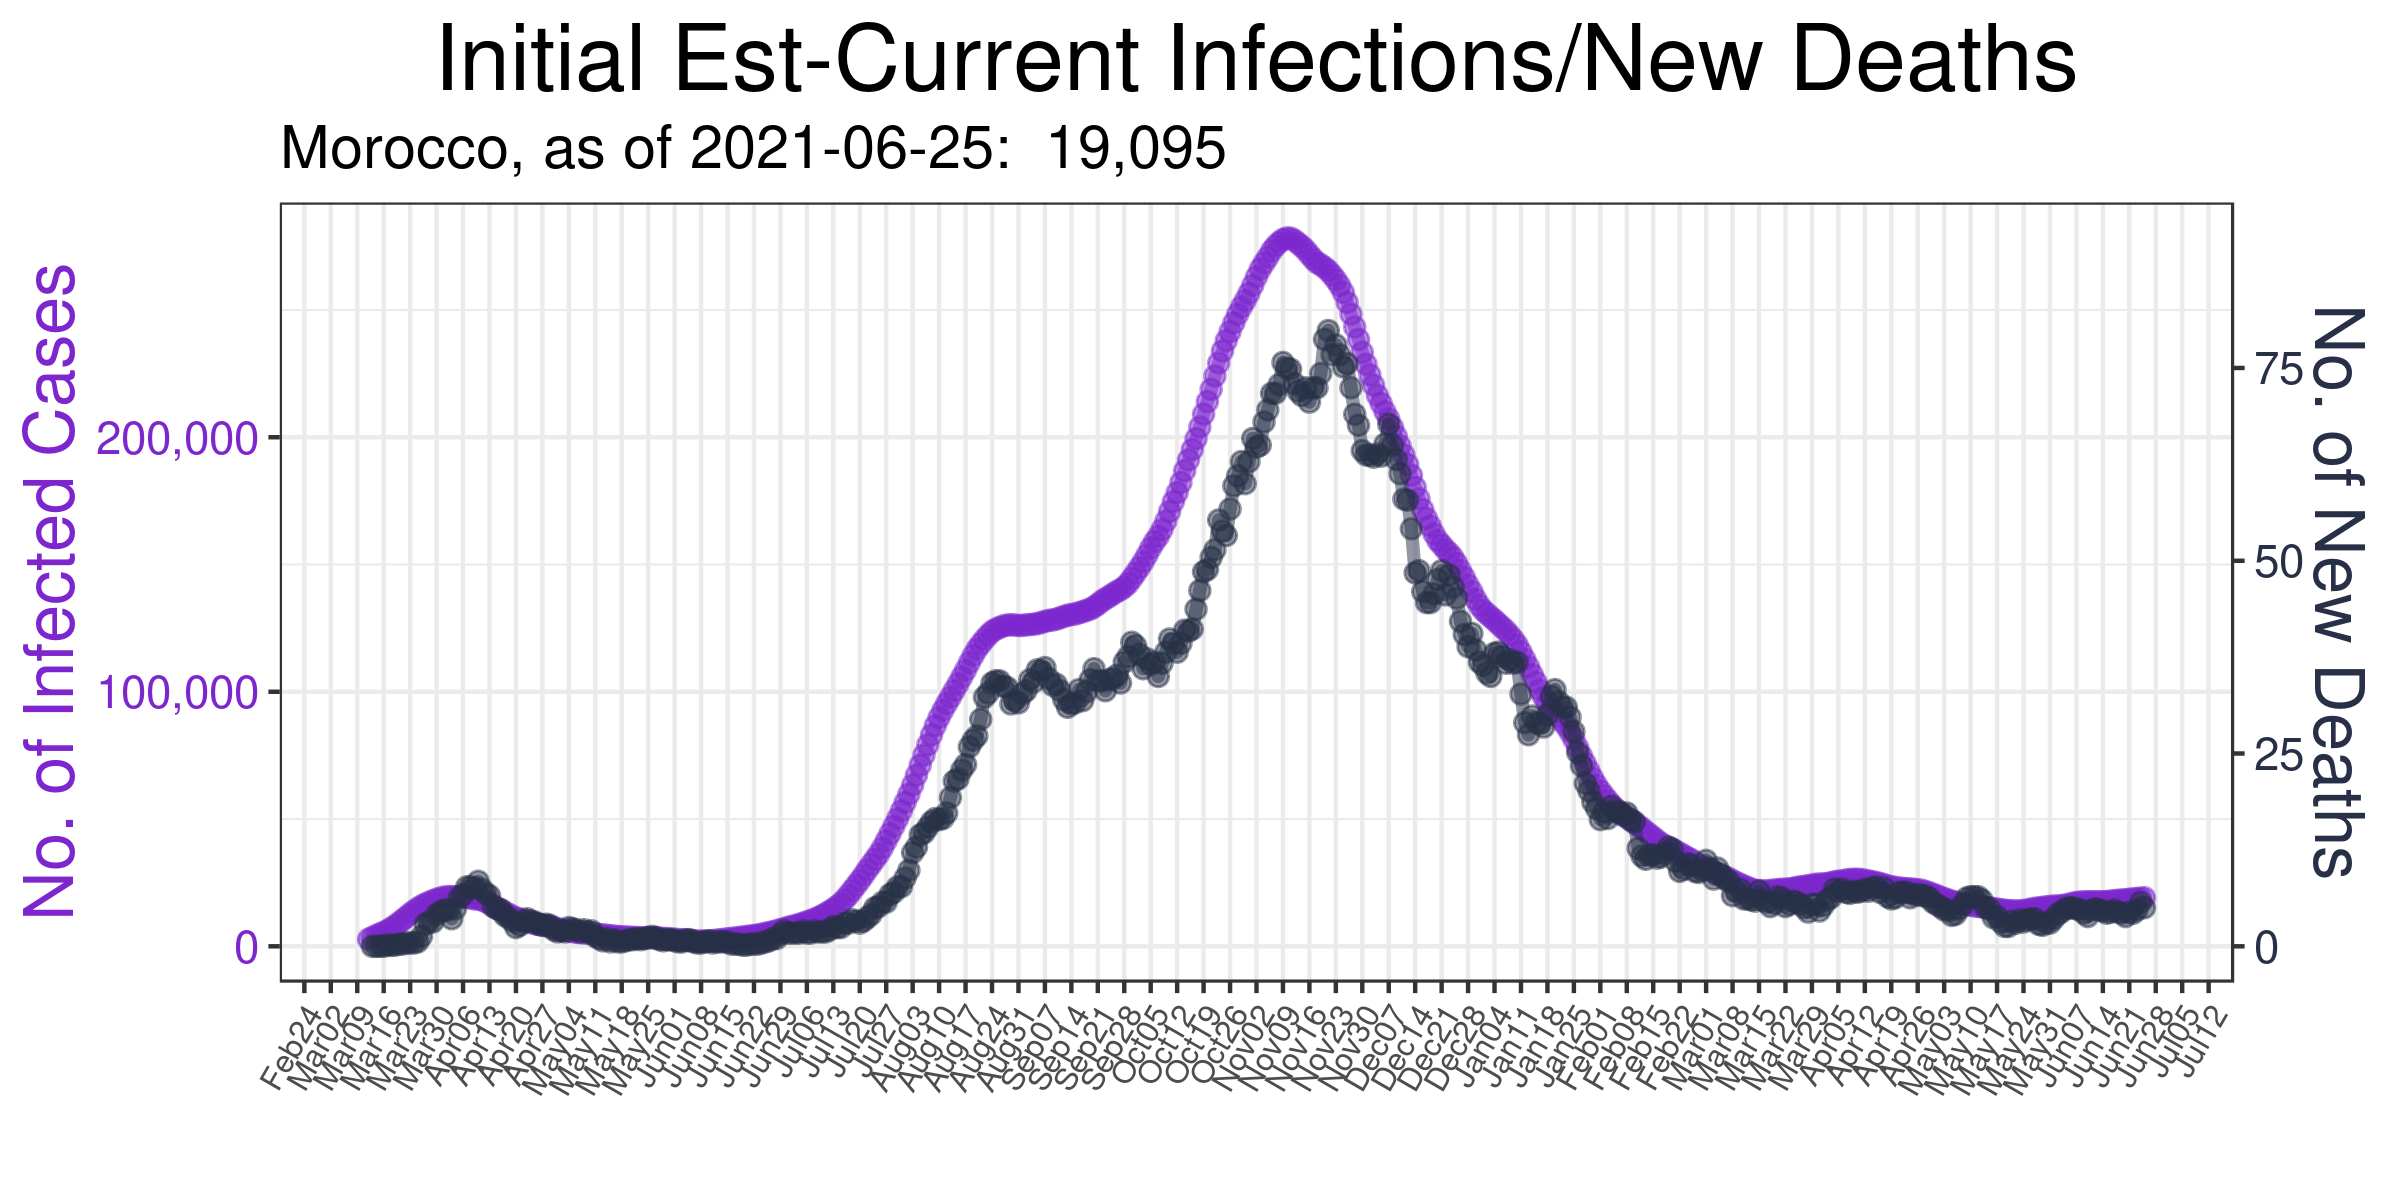 Initial Est-Current Infections/New Deaths
Morocco, as of 2021-06-25:  19,095
No. of Infected Cases
200,000
100,000
0
75
50
25
0
No. of New Deaths
Feb24
Mar02
Mar09
Mar16
Mar23
Mar30
Apr06
Apr13
Apr20
Apr27
May04
May11
May18
May25
Jun01
Jun08
Jun15
Jun22
Jun29
Jul06
Jul13
Jul20
Jul27
Aug03
Aug10
Aug17
Aug24
Aug31
Sep07
Sep14
Sep21
Sep28
Oct05
Oct12
Oct19
Oct26
Nov02
Nov09
Nov16
Nov23
Nov30
Dec07
Dec14
Dec21
Dec28
Jan04
Jan11
Jan18
Jan25
Feb01
Feb08
Feb15
Feb22
Mar01
Mar08
Mar15
Mar22
Mar29
Apr05
Apr12
Apr19
Apr26
May03
May10
May17
May24
May31
Jun07
Jun14
Jun21
Jun28
Jul05
Jul12